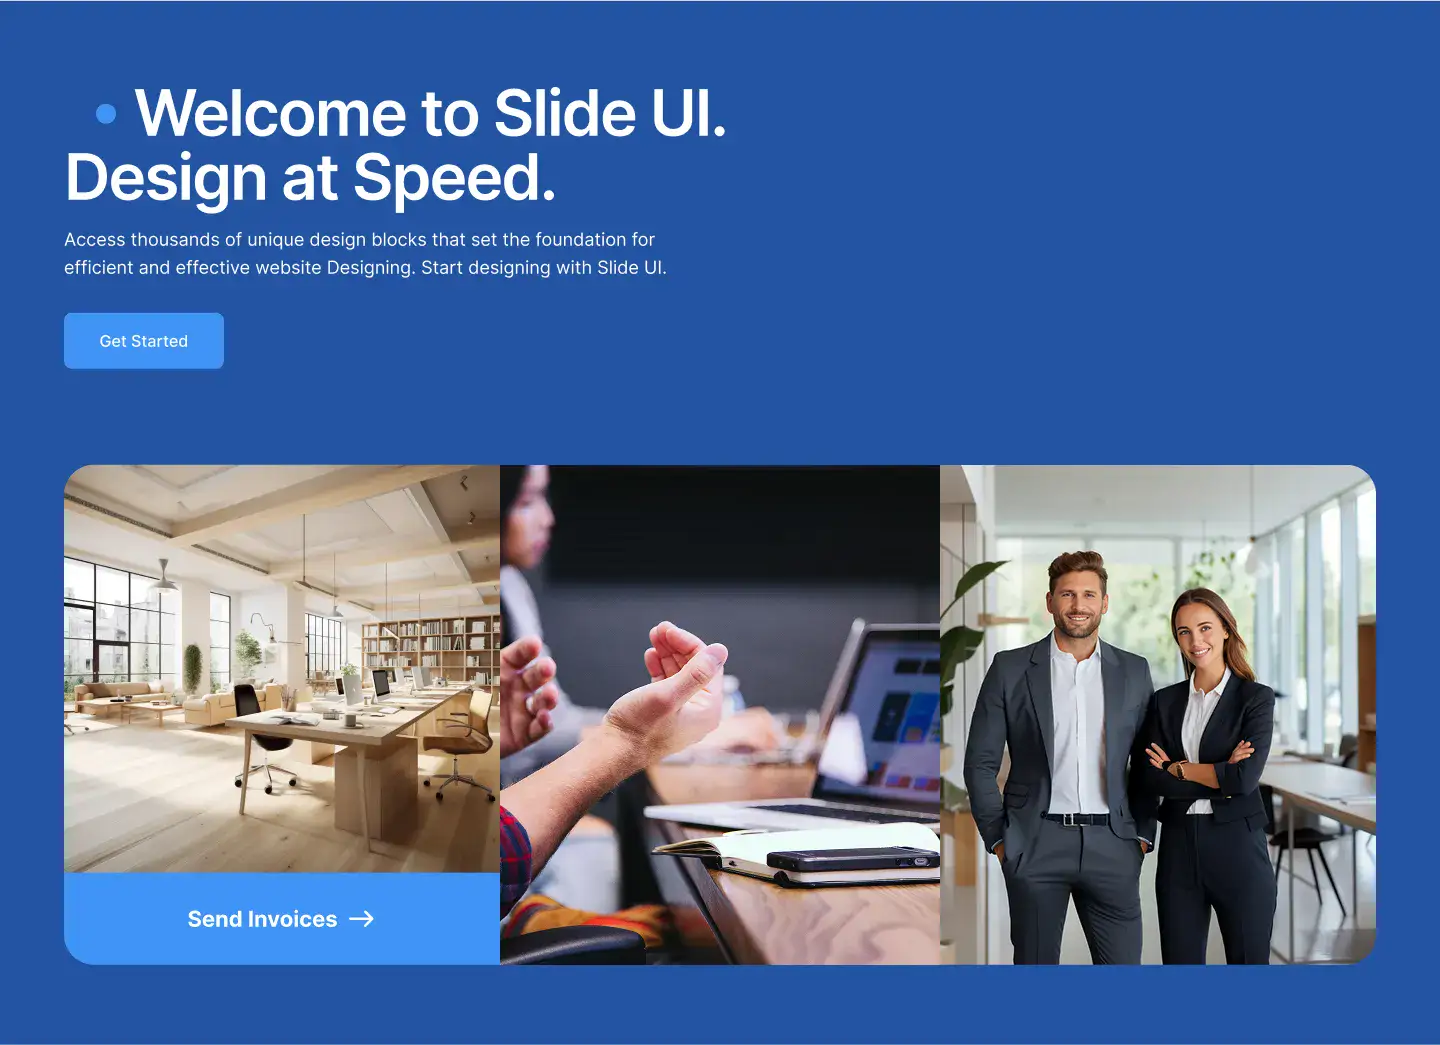 Welcome to Slide UI.
Design at Speed.
Access thousands of unique design blocks that set the foundation for
efficient and effective website Designing. Start designing with Slide UI.
Get Started
Send Invoices